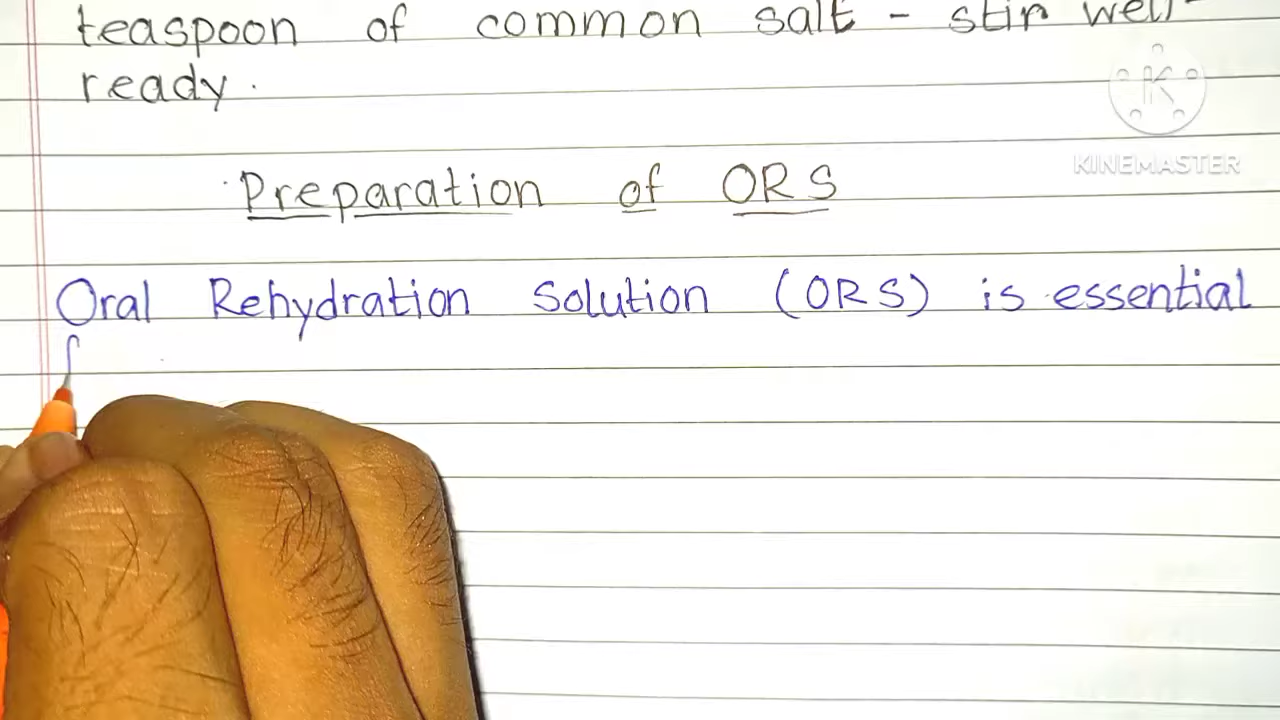 teaspoon of common salt - stir well-
ready.
Preparation of ORS
Oral Rehydration Solution (ORS) is essential
f
KINEMASTER